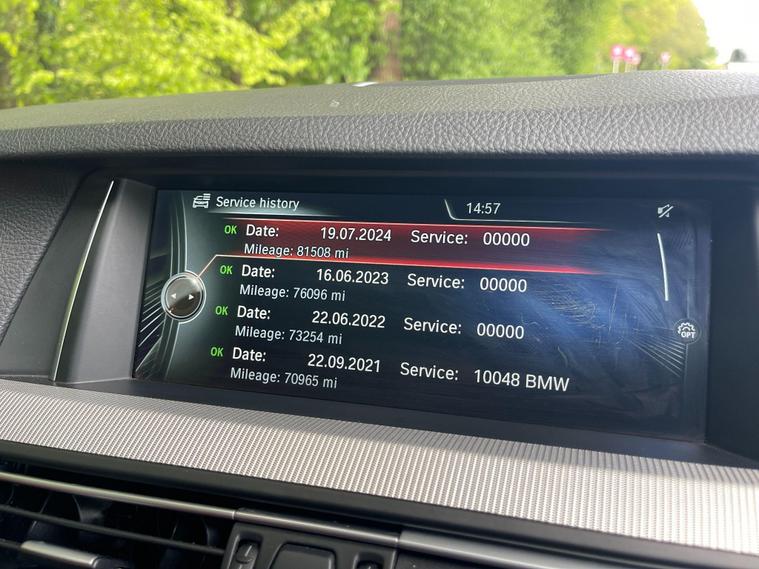 Service history 14:57
OK Date: 19.07.2024 Service: 00000
Mileage: 81508 mi
OK Date: 16.06.2023 Service: 00000
Mileage: 76096 mi
OK Date: 22.06.2022 Service: 00000
Mileage: 73254 mi
OK Date: 22.09.2021 Service: 10048 BMW
Mileage: 70965 mi
OPT